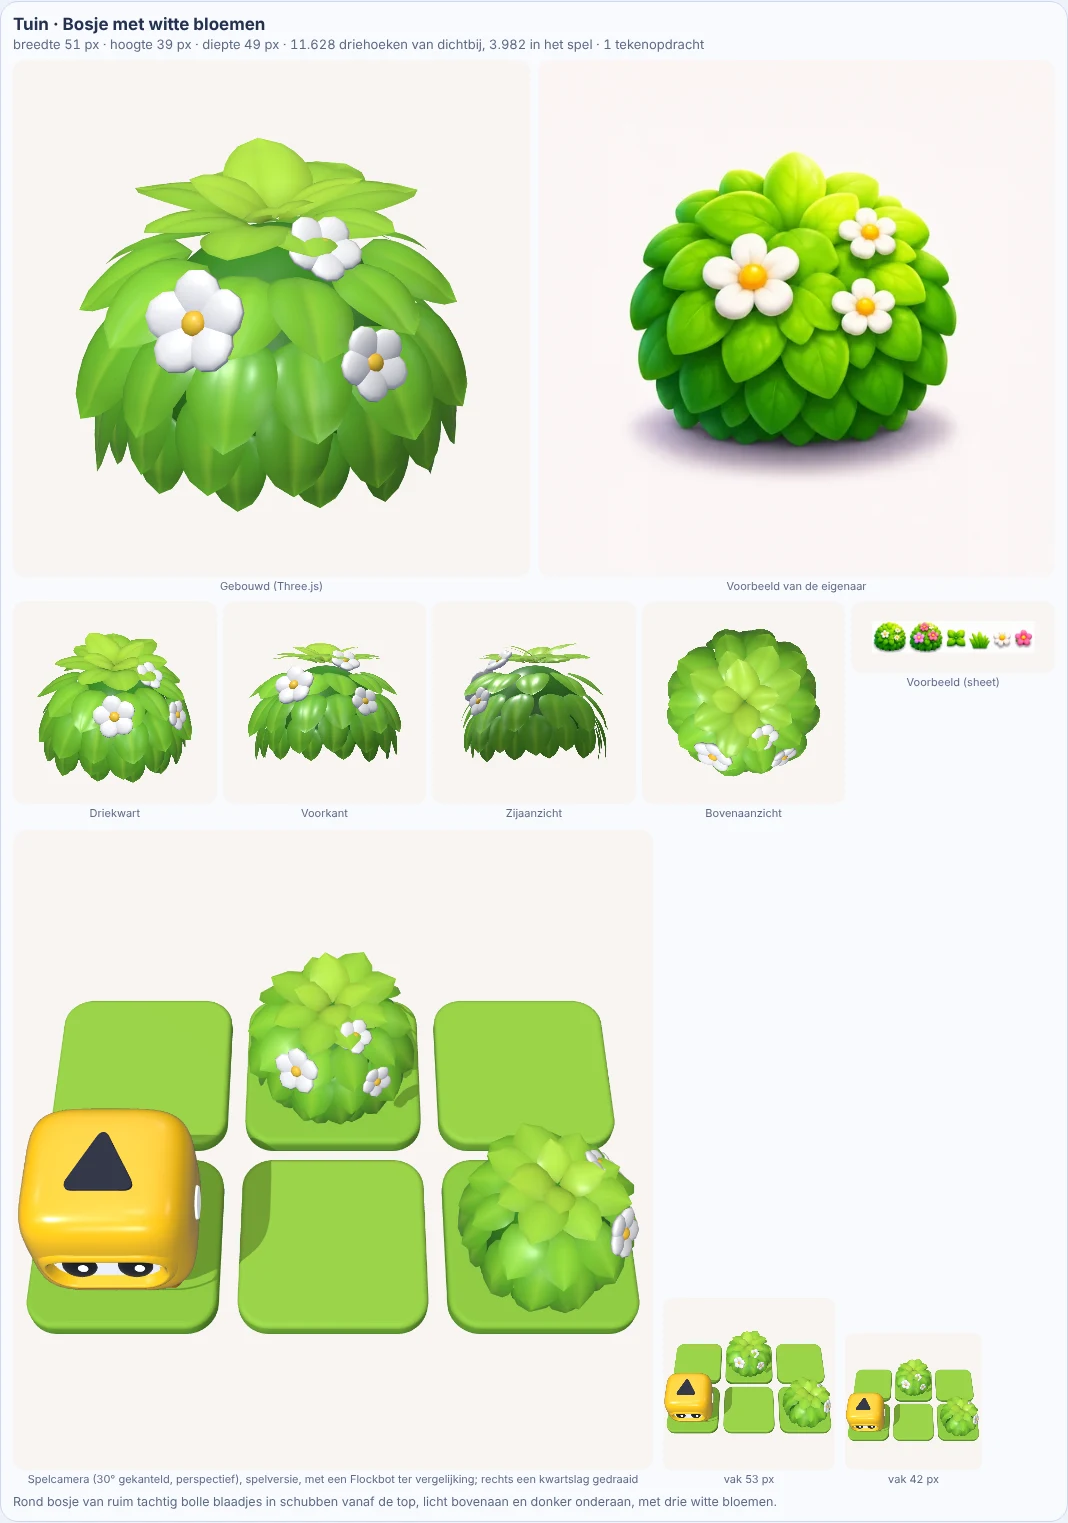 Tuin · Bosje met witte bloemen
breedte 51 px · hoogte 39 px · diepte 49 px · 11.628 driehoeken van dichtbij, 3.982 in het spel · 1 tekenopdracht
Gebouwd (Three.js)
Voorbeeld van de eigenaar
Driekwart
Voorkant
Zijaanzicht
Bovenaanzicht
Voorbeeld (sheet)
Spelcamera (30° gekanteld, perspectief), spelversie, met een Flockbot ter vergelijking; rechts een kwartslag gedraaid
vak 53 px
vak 42 px
Rond bosje van ruim tachtig bolle blaadjes in schubben vanaf de top, licht bovenaan en donker onderaan, met drie witte bloemen.